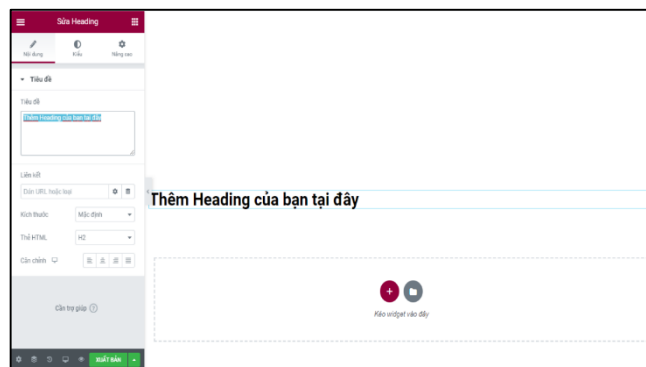 Sửa Heading
Nội dung
Kiểu
Nâng cao
Tiêu đề
Tiêu đề
Thêm Heading của bạn tại đây
Liên kết
Dán URL hoặc loại
Kích thước
Mặc định
Thẻ HTML
H2
Căn chỉnh
Cần trợ giúp
XUẤT BẢN
Thêm Heading của bạn tại đây
Kéo widget vào đây